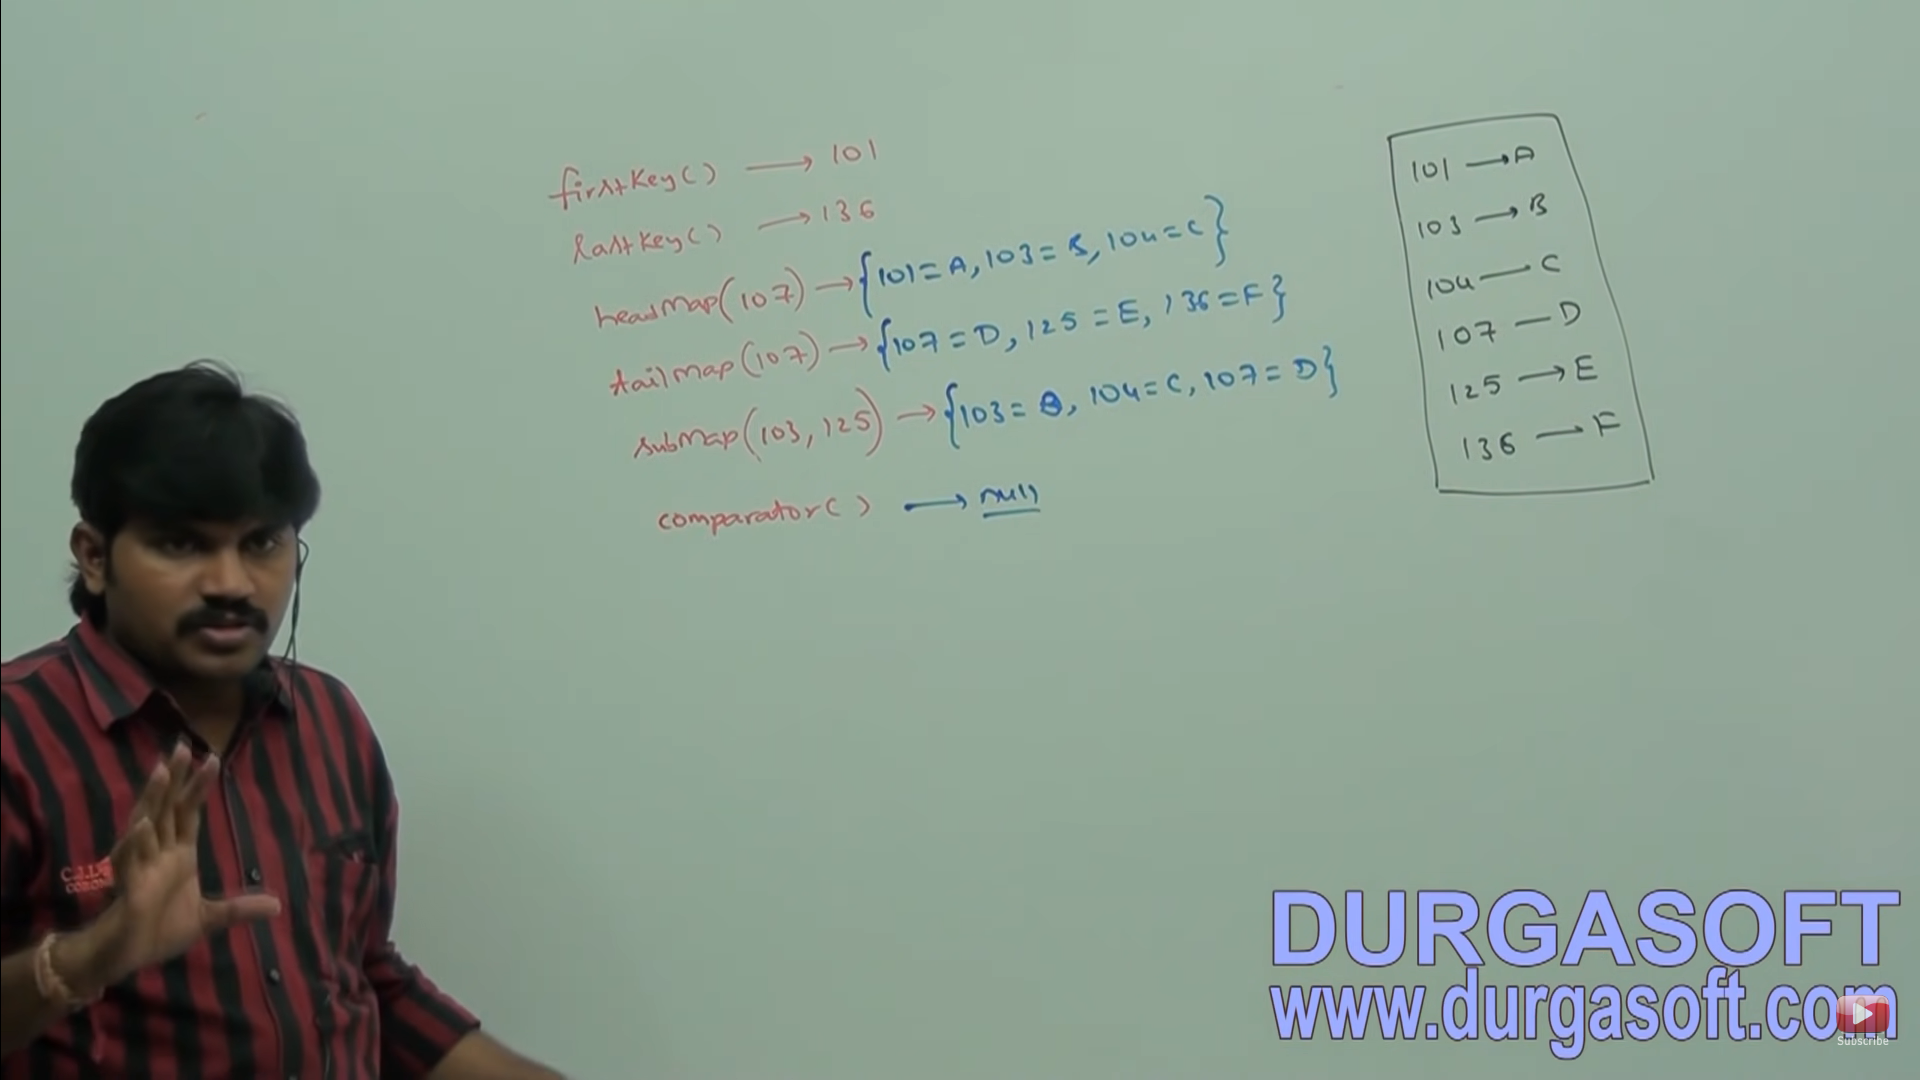 firstKey() → 101
lastKey() → 136
headMap(107) → {101=A, 103=B, 104=C}
tailMap(107) → {107=D, 125=E, 136=F}
subMap(103, 125) → {103=B, 104=C, 107=D}
comparator() → null
101 → A
103 → B
104 — C
107 — D
125 → E
136 — F
DURGASOFT
www.durgasoft.com
Subscribe